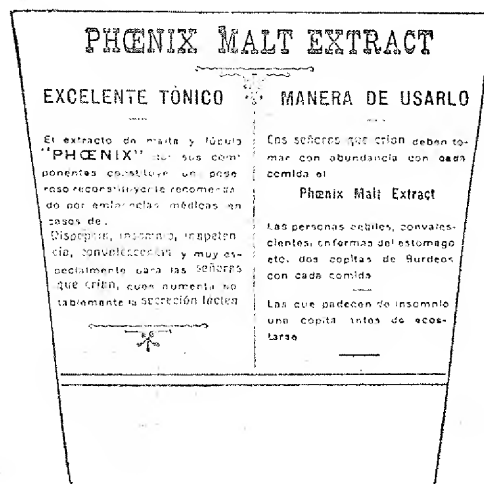 PHŒNIX MALT EXTRACT
EXCELENTE TÓNICO
El extracto de malta y lúpulo
"PHŒNIX" por sus com-
ponentes constituye un pode-
roso reconstituyente recomenda-
do por eminencias médicas en
casos de:
Dispepsia, insomnio, inapeten-
cia, convalescencia y muy es-
pecialmente para las señoras
que crían, pues aumenta no-
tablemente la secreción láctea
MANERA DE USARLO
Las señoras que crían deben to-
mar con abundancia con cada
comida el
Phœnix Malt Extract
Las personas débiles, convales-
cientes, enfermas del estómago
etc. dos copitas de Burdeos
con cada comida
Las que padecen de insomnio
una copita antes de acos-
tarse